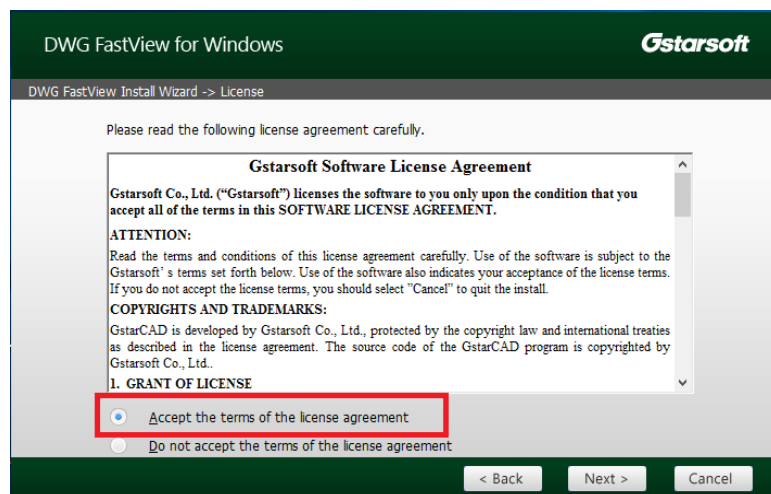 DWG FastView for Windows
Gstarsoft
DWG FastView Install Wizard -> License
Please read the following license agreement carefully.
Gstarsoft Software License Agreement
Gstarsoft Co., Ltd. (“Gstarsoft”) licenses the software to you only upon the condition that you
accept all of the terms in this SOFTWARE LICENSE AGREEMENT.
ATTENTION:
Read the terms and conditions of this license agreement carefully. Use of the software is subject to the
Gstarsoft’ s terms set forth below. Use of the software also indicates your acceptance of the license terms.
If you do not accept the license terms, you should select ”Cancel” to quit the install.
COPYRIGHTS AND TRADEMARKS:
GstarCAD is developed by Gstarsoft Co., Ltd., protected by the copyright law and international treaties
as described in the license agreement. The source code of the GstarCAD program is copyrighted by
Gstarsoft Co., Ltd..
1. GRANT OF LICENSE
Accept the terms of the license agreement
Do not accept the terms of the license agreement
< Back
Next >
Cancel